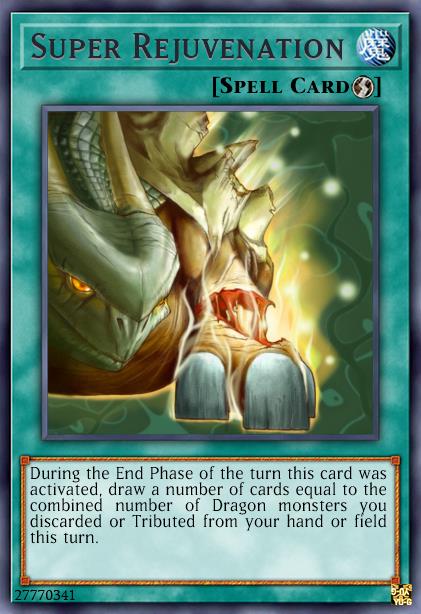 SUPER REJUVENATION
魔
[SPELL CARD]
During the End Phase of the turn this card was
activated, draw a number of cards equal to the
combined number of Dragon monsters you
discarded or Tributed from your hand or field
this turn.
27770341